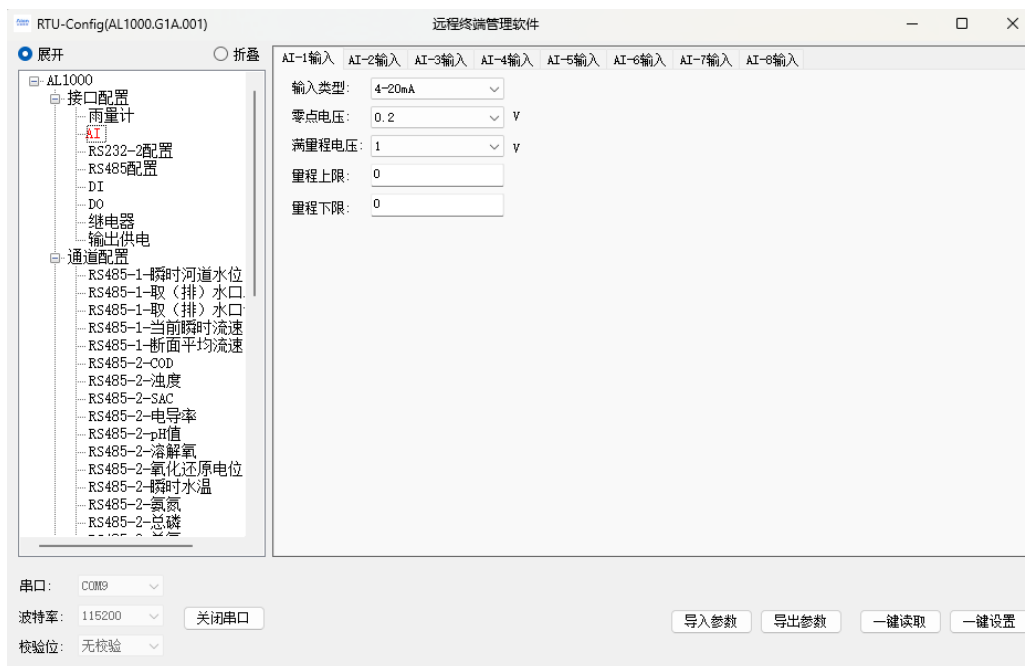 RTU-Config(AL1000.G1A.001)
远程终端管理软件
展开
折叠
AL1000
接口配置
雨量计
AI
RS232-2配置
RS485配置
DI
DO
继电器
输出供电
通道配置
RS485-1-瞬时河道水位
RS485-1-取（排）水口
RS485-1-取（排）水口
RS485-1-当前瞬时流速
RS485-1-断面平均流速
RS485-2-COD
RS485-2-浊度
RS485-2-SAC
RS485-2-电导率
RS485-2-pH值
RS485-2-溶解氧
RS485-2-氧化还原电位
RS485-2-瞬时水温
RS485-2-氨氮
RS485-2-总磷
AI-1输入 AI-2输入 AI-3输入 AI-4输入 AI-5输入 AI-6输入 AI-7输入 AI-8输入
输入类型: 4-20mA
零点电压: 0.2 V
满量程电压: 1 V
量程上限: 0
量程下限: 0
串口: COM9
波特率: 115200 关闭串口
校验位: 无校验
导入参数 导出参数 一键读取 一键设置